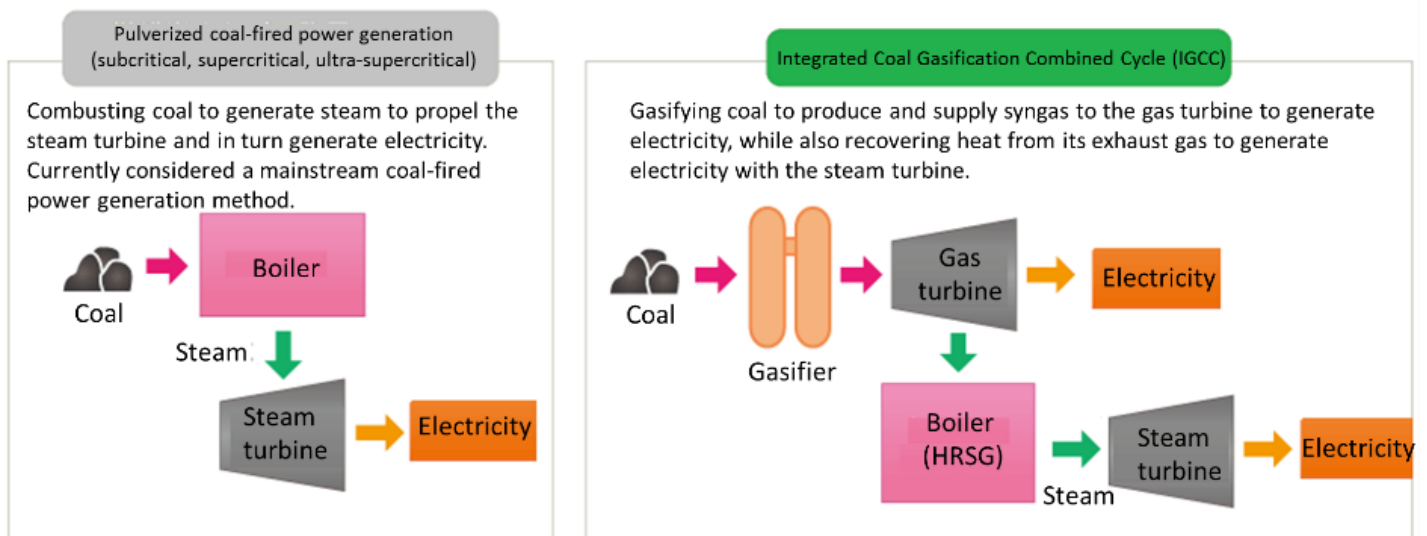 Pulverized coal-fired power generation
(subcritical, supercritical, ultra-supercritical)
Combusting coal to generate steam to propel the
steam turbine and in turn generate electricity.
Currently considered a mainstream coal-fired
power generation method.
Coal
Boiler
Steam
Steam
turbine
Electricity
Integrated Coal Gasification Combined Cycle (IGCC)
Gasifying coal to produce and supply syngas to the gas turbine to generate
electricity, while also recovering heat from its exhaust gas to generate
electricity with the steam turbine.
Coal
Gasifier
Gas
turbine
Electricity
Boiler
(HRSG)
Steam
Steam
turbine
Electricity